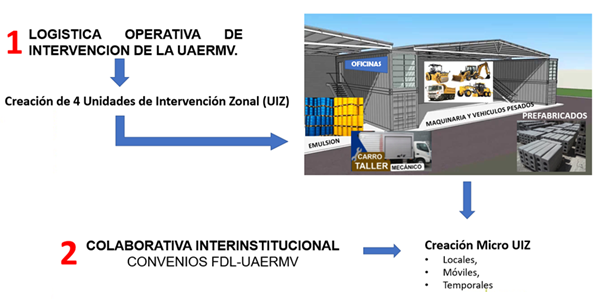 1 LOGISTICA OPERATIVA DE
INTERVENCION DE LA UAERMV.
Creación de 4 Unidades de Intervención Zonal (UIZ)
OFICINAS
MAQUINARIA Y VEHICULOS PESADOS
PREFABRICADOS
EMULSION
CARRO
TALLER
MECÁNICO
2 COLABORATIVA INTERINSTITUCIONAL
CONVENIOS FDL-UAERMV
Creación Micro UIZ
• Locales,
• Móviles,
• Temporales